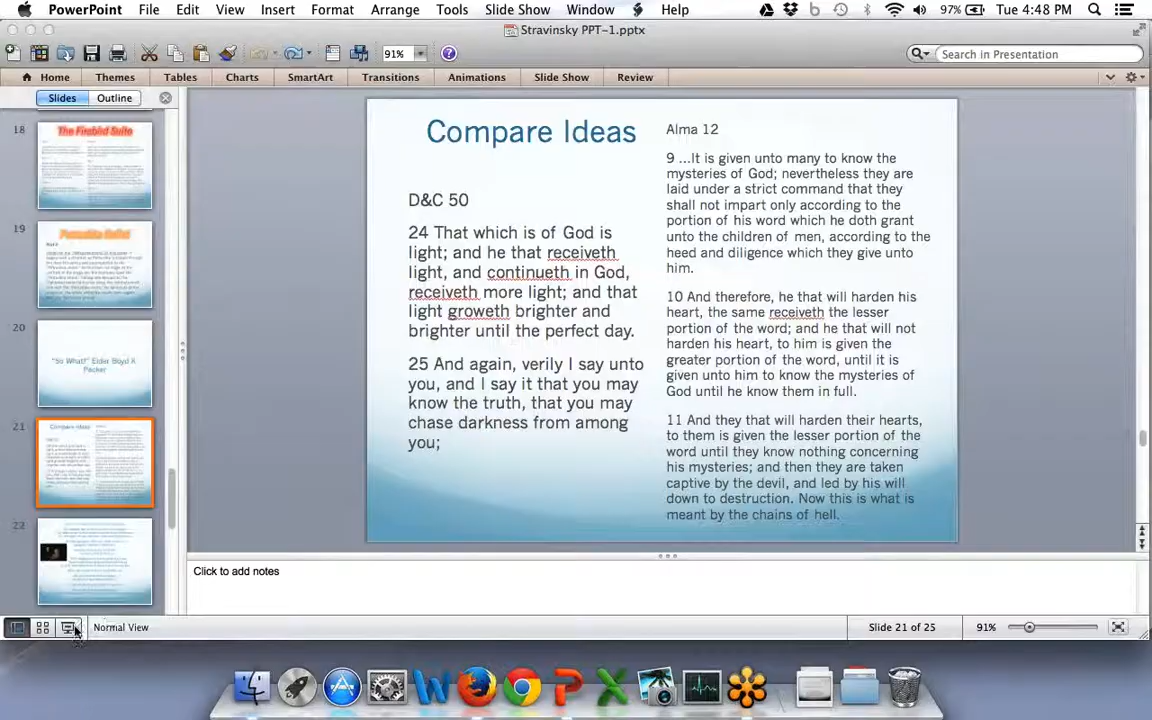 PowerPoint File Edit View Insert Format Arrange Tools Slide Show Window Help 97% Tue 4:48 PM
Stravinsky PPT-1.pptx
91% Search in Presentation
Home Themes Tables Charts SmartArt Transitions Animations Slide Show Review
Slides Outline
18
The Firebird Suite
19
Petrushka Ballet
20
"So What?" Elder Boyd K
Packer
21
Compare Ideas
22
Compare Ideas
D&C 50
24 That which is of God is
light; and he that receiveth
light, and continueth in God,
receiveth more light; and that
light groweth brighter and
brighter until the perfect day.
25 And again, verily I say unto
you, and I say it that you may
know the truth, that you may
chase darkness from among
you;
Alma 12
9 ...It is given unto many to know the
mysteries of God; nevertheless they are
laid under a strict command that they
shall not impart only according to the
portion of his word which he doth grant
unto the children of men, according to the
heed and diligence which they give unto
him.
10 And therefore, he that will harden his
heart, the same receiveth the lesser
portion of the word; and he that will not
harden his heart, to him is given the
greater portion of the word, until it is
given unto him to know the mysteries of
God until he know them in full.
11 And they that will harden their hearts,
to them is given the lesser portion of the
word until they know nothing concerning
his mysteries; and then they are taken
captive by the devil, and led by his will
down to destruction. Now this is what is
meant by the chains of hell.
Click to add notes
Normal View Slide 21 of 25 91%